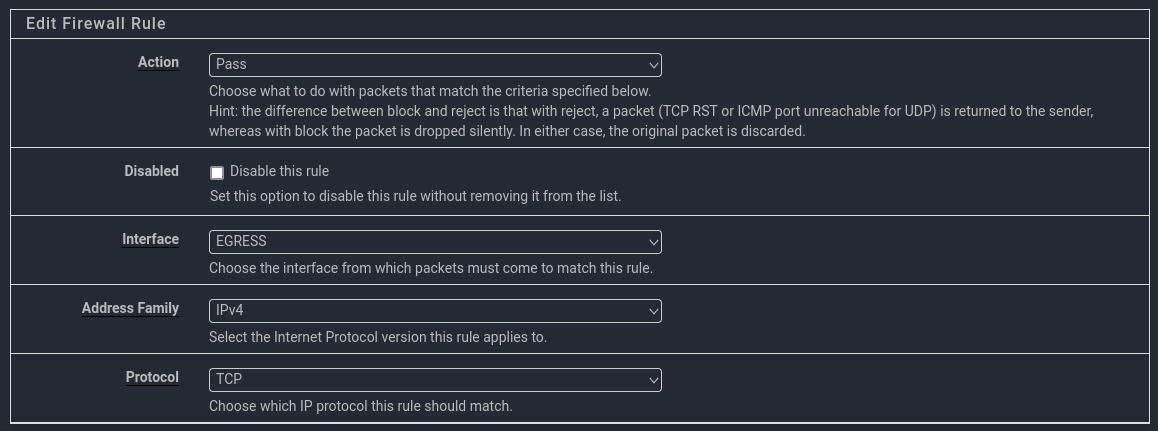 Edit Firewall Rule
Action
Pass
Choose what to do with packets that match the criteria specified below.
Hint: the difference between block and reject is that with reject, a packet (TCP RST or ICMP port unreachable for UDP) is returned to the sender,
whereas with block the packet is dropped silently. In either case, the original packet is discarded.
Disabled
Disable this rule
Set this option to disable this rule without removing it from the list.
Interface
EGRESS
Choose the interface from which packets must come to match this rule.
Address Family
IPv4
Select the Internet Protocol version this rule applies to.
Protocol
TCP
Choose which IP protocol this rule should match.